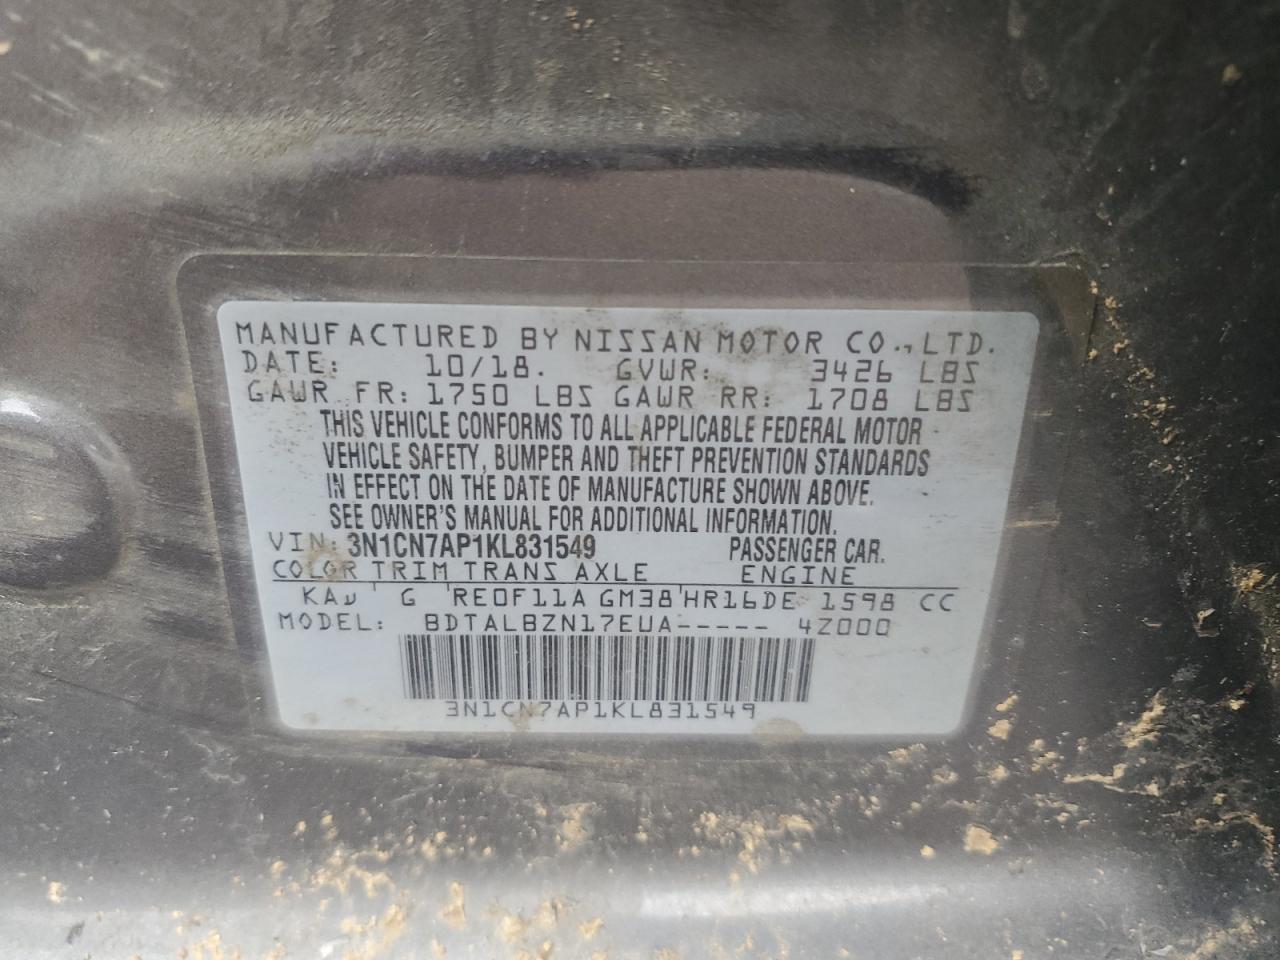 MANUFACTURED BY NISSAN MOTOR CO., LTD.
DATE: 10/18. GVWR: 3426 LBS
GAWR FR: 1750 LBS GAWR RR: 1708 LBS
THIS VEHICLE CONFORMS TO ALL APPLICABLE FEDERAL MOTOR
VEHICLE SAFETY, BUMPER AND THEFT PREVENTION STANDARDS
IN EFFECT ON THE DATE OF MANUFACTURE SHOWN ABOVE.
SEE OWNER'S MANUAL FOR ADDITIONAL INFORMATION.
VIN: 3N1CN7AP1KL831549 PASSENGER CAR.
COLOR TRIM TRANS AXLE ENGINE
KAD G RE0F11A GM38 HR16DE 1598 CC
MODEL: BDTALBZN17EUA----- 4Z000
3N1CN7AP1KL831549